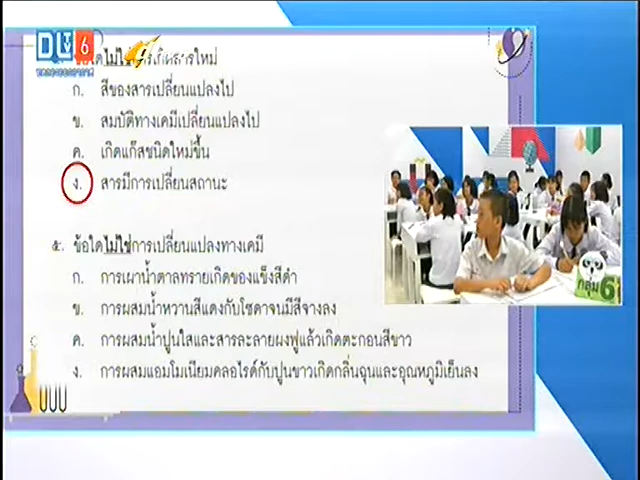 DLTV 6
ข้อใดไม่ใช่การเกิดสารใหม่
ก. สีของสารเปลี่ยนแปลงไป
ข. สมบัติทางเคมีเปลี่ยนแปลงไป
ค. เกิดแก๊สชนิดใหม่ขึ้น
ง. สารมีการเปลี่ยนสถานะ
๕. ข้อใดไม่ใช่การเปลี่ยนแปลงทางเคมี
ก. การเผาน้ำตาลทรายเกิดของแข็งสีดำ
ข. การผสมน้ำหวานสีแดงกับโซดาจนมีสีจางลง
ค. การผสมน้ำปูนใสและสารละลายผงฟูแล้วเกิดตะกอนสีขาว
ง. การผสมแอมโมเนียมคลอไรด์กับปูนขาวเกิดกลิ่นฉุนและอุณหภูมิเย็นลง
กลุ่ม 6